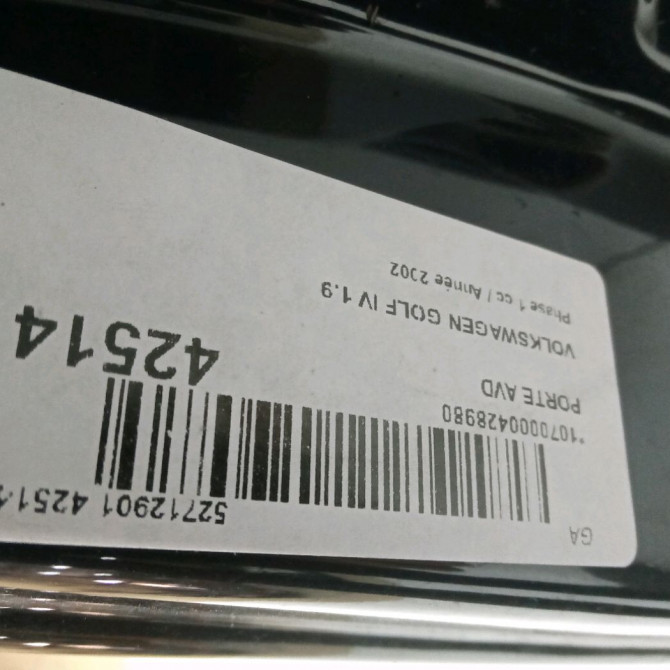 GA
52712901 4251
*1070000428980
PORTE AVD
42514
VOLKSWAGEN GOLF IV 1.9
Phase 1 cc / Année 2002